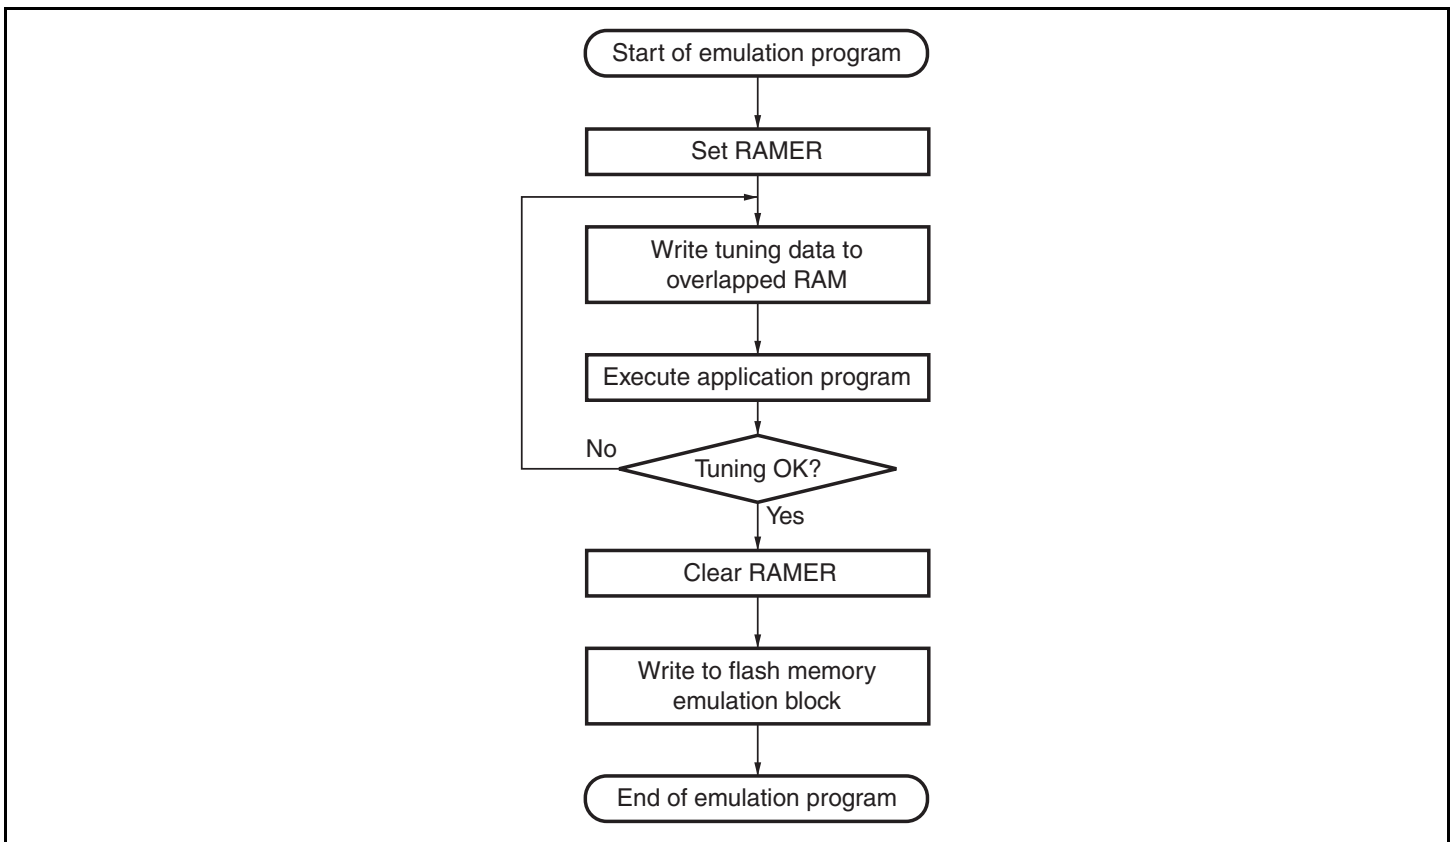 Start of emulation program
Set RAMER
Write tuning data to
overlapped RAM
Execute application program
No
Tuning OK?
Yes
Clear RAMER
Write to flash memory
emulation block
End of emulation program